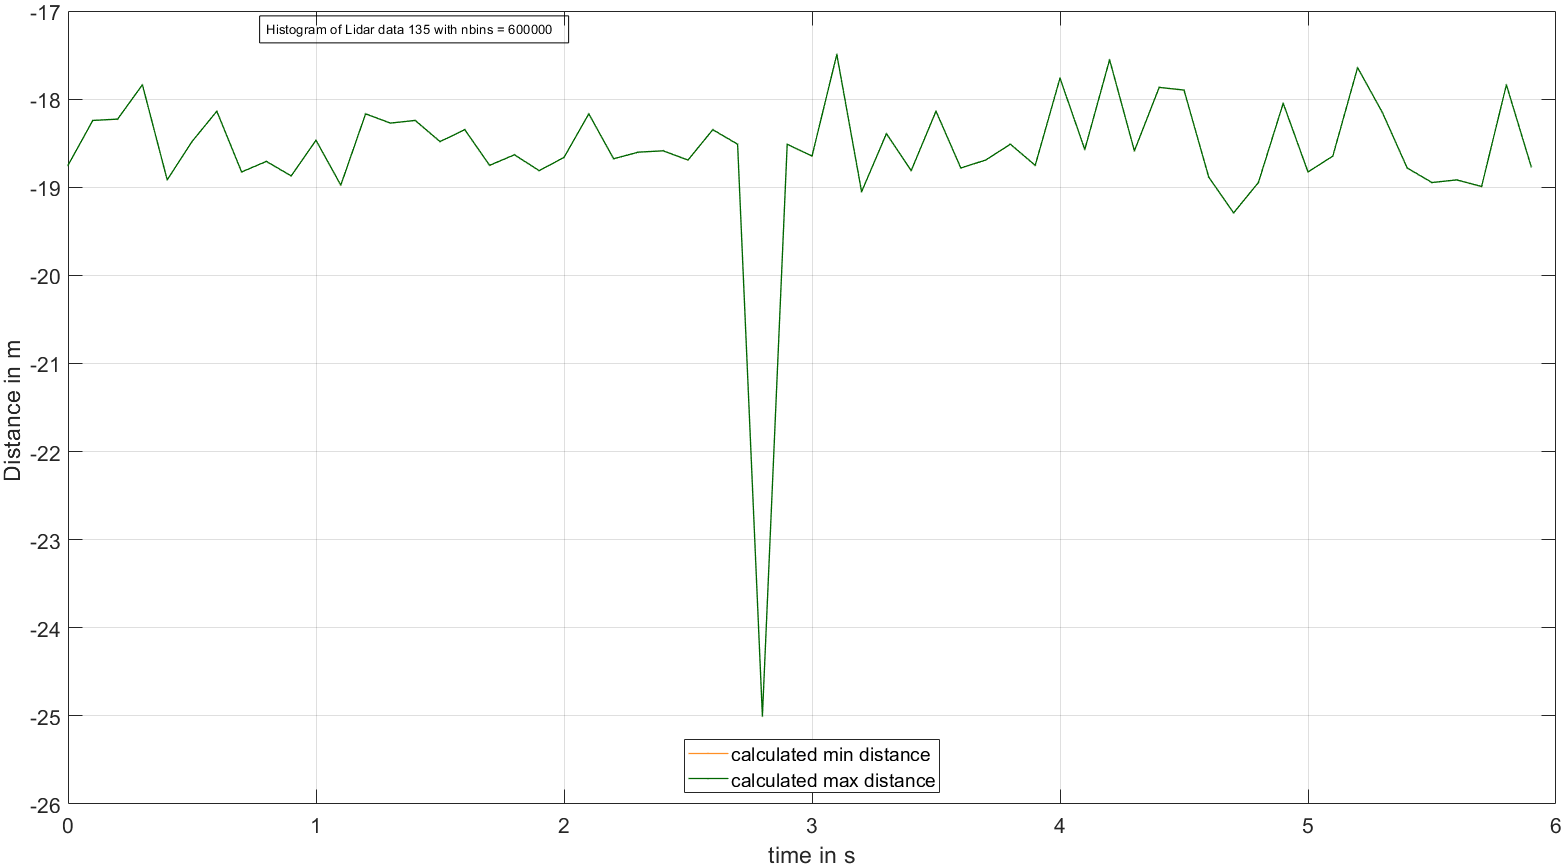 Histogram of Lidar data 135 with nbins = 600000
-17
-18
-19
-20
-21
-22
-23
-24
-25
-26
Distance in m
calculated min distance
calculated max distance
0 1 2 3 4 5 6
time in s